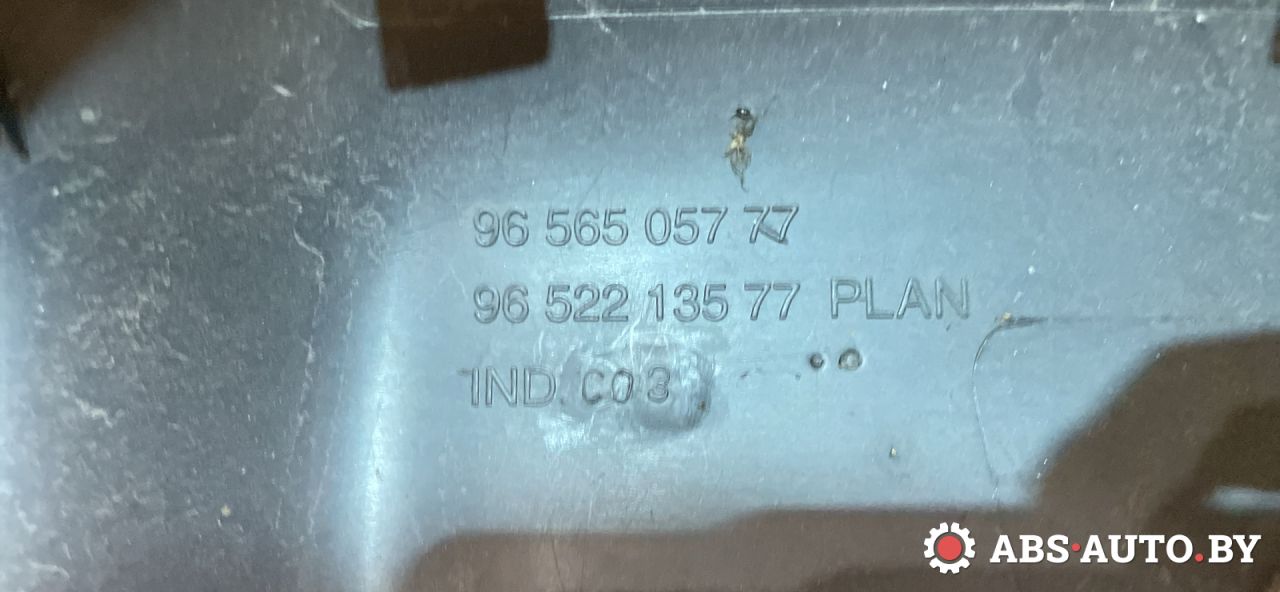 96 565 057 77
96 522 135 77 PLAN
IND. C03
ABS·AUTO.BY